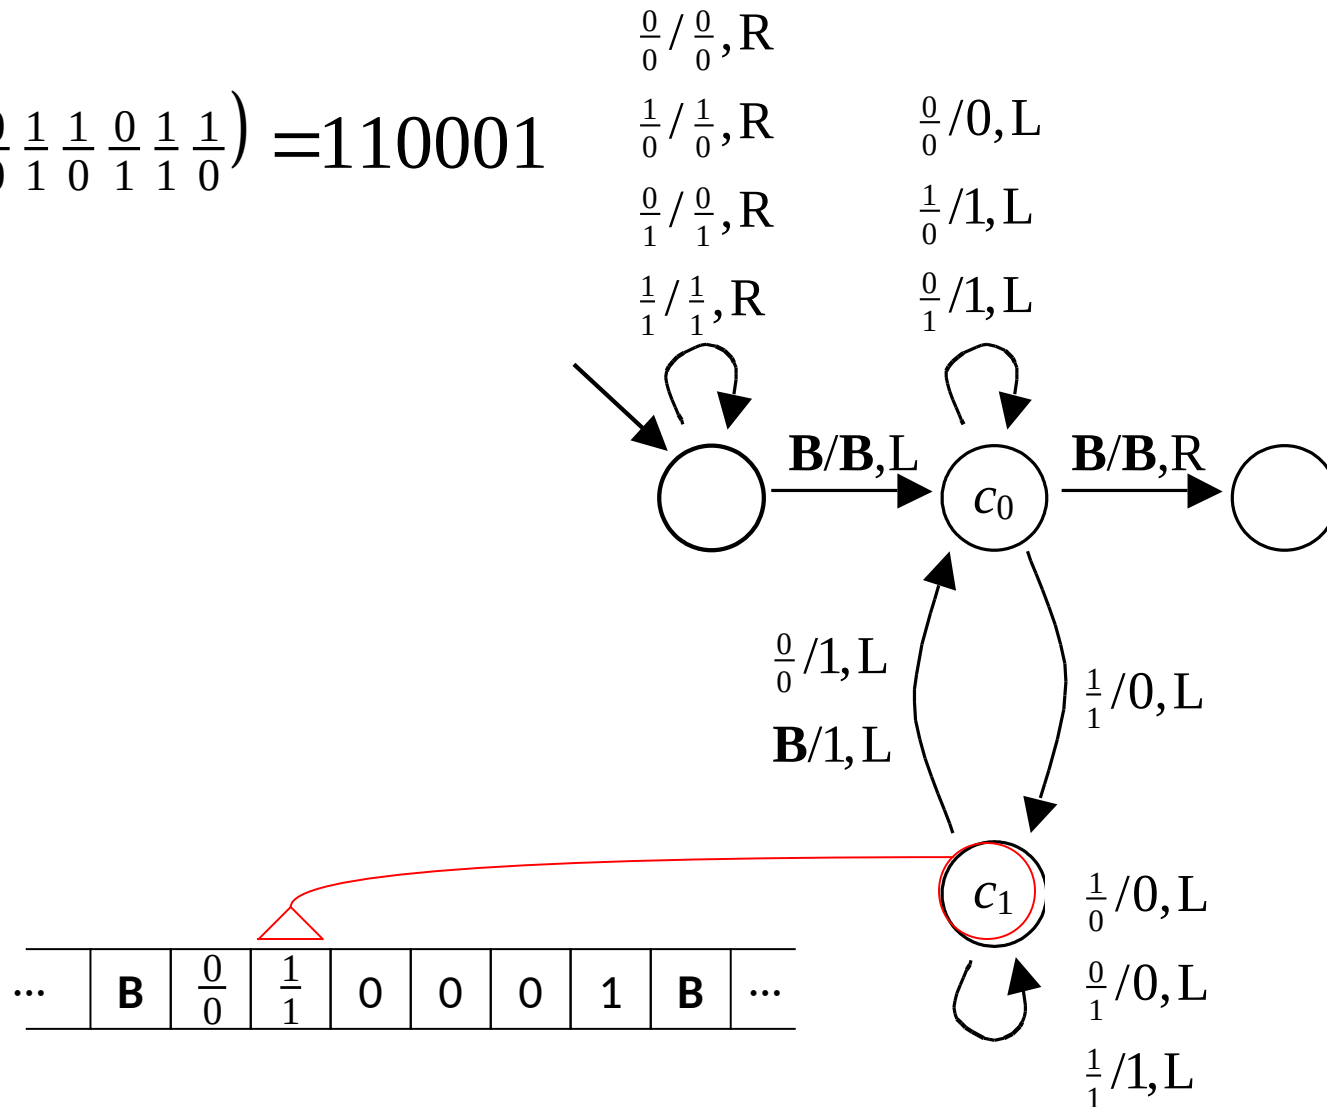 0/0 / 0/0 , R
1/0 / 1/0 , R
0/1 / 0/1 , R
1/1 / 1/1 , R
0/0 /0, L
1/0 /1, L
0/1 /1, L
1/1 1/0 0/1 1/1 1/0 ) =110001
B/B,L
B/B,R
c0
0/0 /1, L
B/1, L
1/1 /0, L
c1
1/0 /0, L
0/1 /0, L
1/1 /1, L
... B 0/0 1/1 0 0 0 1 B ...